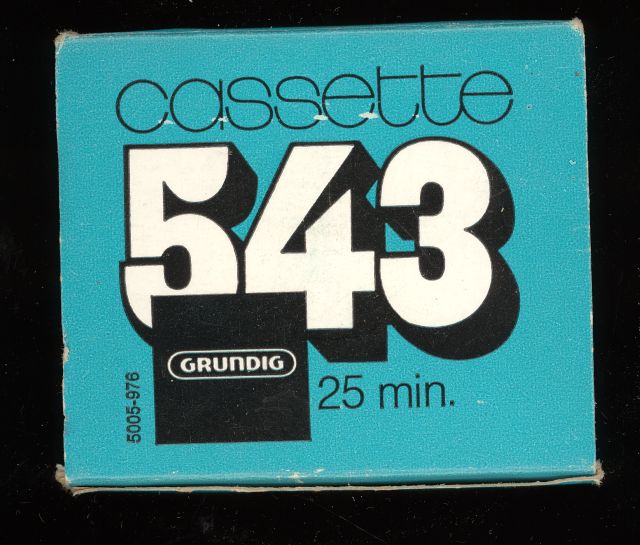 cassette
543
GRUNDIG
25 min.
5005-976